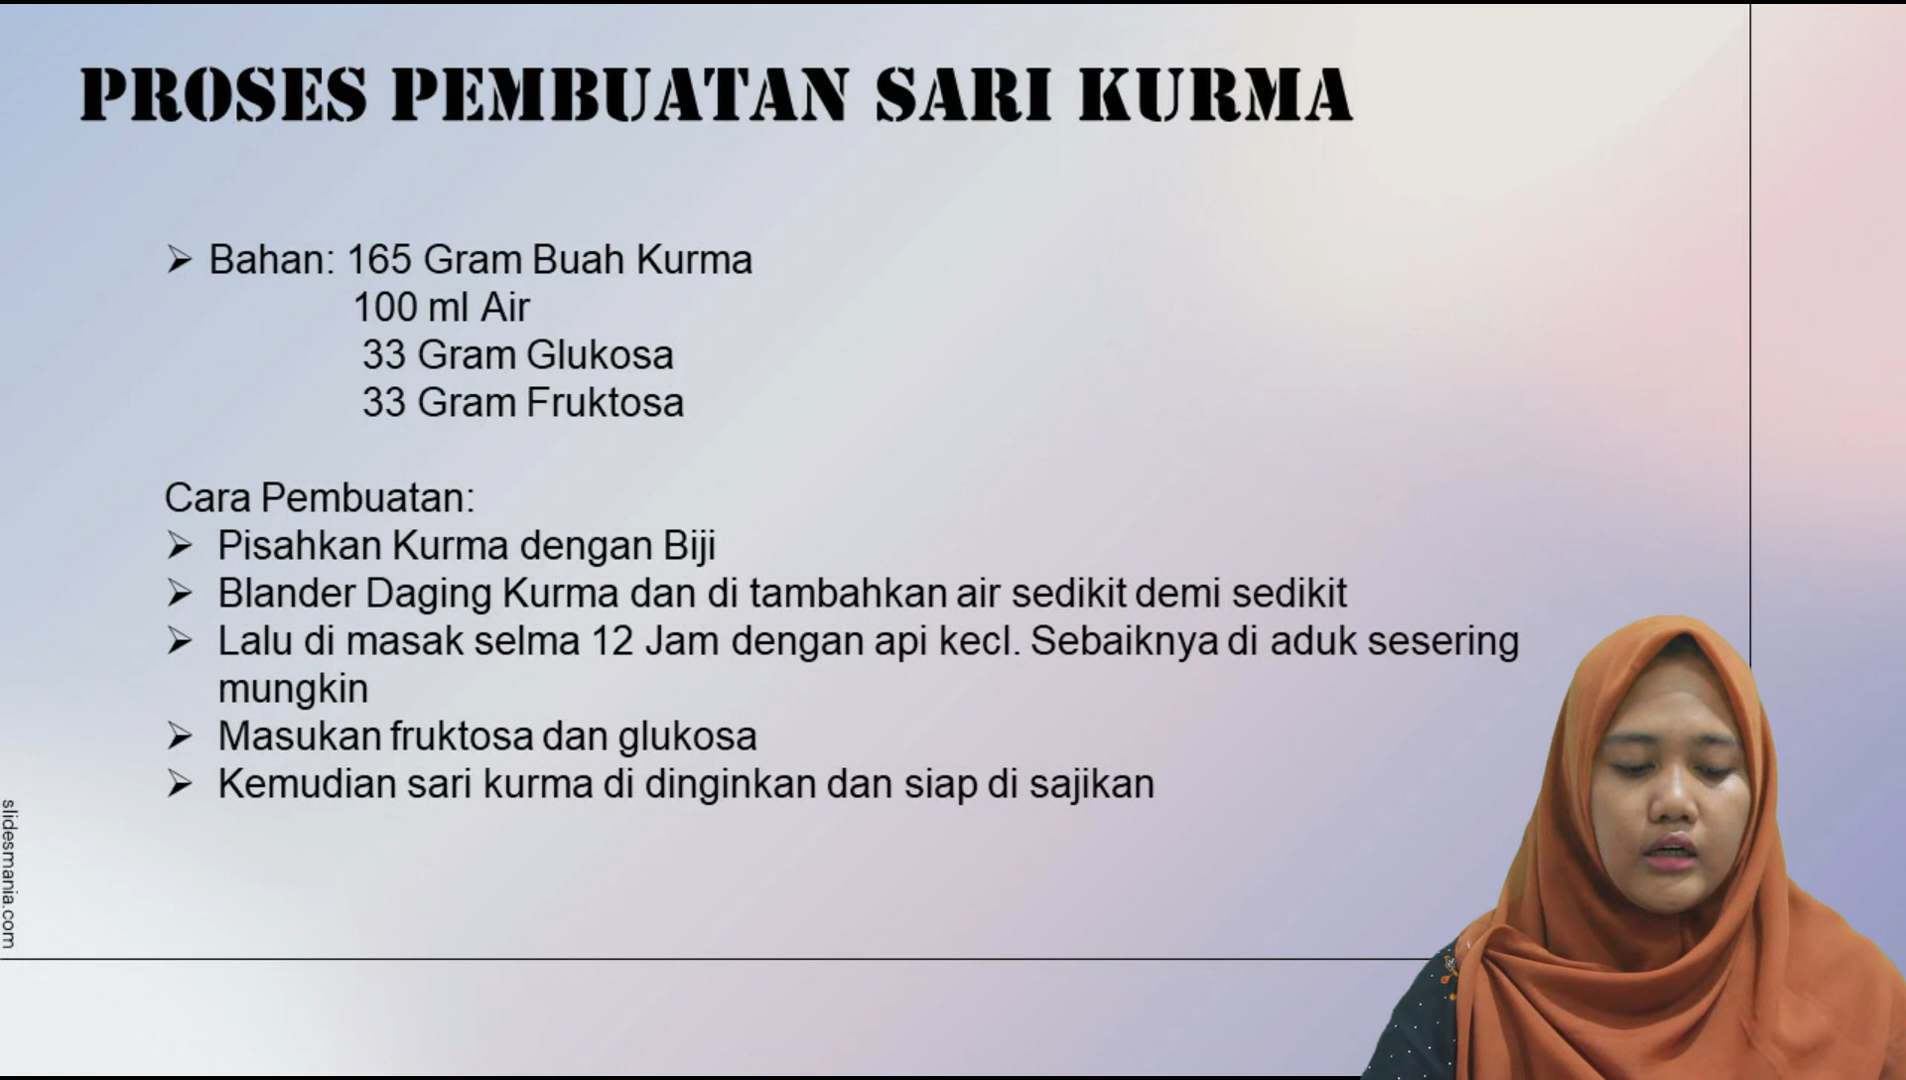 PROSES PEMBUATAN SARI KURMA
➢ Bahan: 165 Gram Buah Kurma
100 ml Air
33 Gram Glukosa
33 Gram Fruktosa
Cara Pembuatan:
➢ Pisahkan Kurma dengan Biji
➢ Blander Daging Kurma dan di tambahkan air sedikit demi sedikit
➢ Lalu di masak selma 12 Jam dengan api kecl. Sebaiknya di aduk sesering
mungkin
➢ Masukan fruktosa dan glukosa
➢ Kemudian sari kurma di dinginkan dan siap di sajikan
slidesmania.com